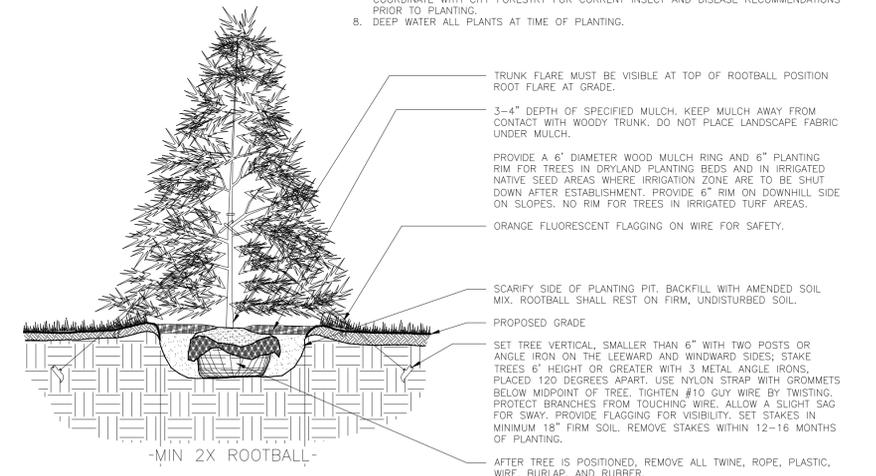 COORDINATE WITH CITY FORESTRY FOR CURRENT INSECT AND DISEASE RECOMMENDATIONS
PRIOR TO PLANTING.
8. DEEP WATER ALL PLANTS AT TIME OF PLANTING.
TRUNK FLARE MUST BE VISIBLE AT TOP OF ROOTBALL POSITION
ROOT FLARE AT GRADE.
3-4" DEPTH OF SPECIFIED MULCH. KEEP MULCH AWAY FROM
CONTACT WITH WOODY TRUNK. DO NOT PLACE LANDSCAPE FABRIC
UNDER MULCH.
PROVIDE A 6' DIAMETER WOOD MULCH RING AND 6" PLANTING
RIM FOR TREES IN DRYLAND PLANTING BEDS AND IN IRRIGATED
NATIVE SEED AREAS WHERE IRRIGATION ZONE ARE TO BE SHUT
DOWN AFTER ESTABLISHMENT. PROVIDE 6" RIM ON DOWNHILL SIDE
ON SLOPES. NO RIM FOR TREES IN IRRIGATED TURF AREAS.
ORANGE FLUORESCENT FLAGGING ON WIRE FOR SAFETY.
SCARIFY SIDE OF PLANTING PIT. BACKFILL WITH AMENDED SOIL
MIX. ROOTBALL SHALL REST ON FIRM, UNDISTURBED SOIL.
PROPOSED GRADE
SET TREE VERTICAL, SMALLER THAN 6" WITH TWO POSTS OR
ANGLE IRON ON THE LEEWARD AND WINDWARD SIDES; STAKE
TREES 6' HEIGHT OR GREATER WITH 3 METAL ANGLE IRONS,
PLACED 120 DEGREES APART. USE NYLON STRAP WITH GROMMETS
BELOW MIDPOINT OF TREE. TIGHTEN #10 GUY WIRE BY TWISTING.
PROTECT BRANCHES FROM TOUCHING WIRE. ALLOW A SLIGHT SAG
FOR SWAY. PROVIDE FLAGGING FOR VISIBILITY. SET STAKES IN
MINIMUM 18" FIRM SOIL. REMOVE STAKES WITHIN 12-16 MONTHS
OF PLANTING.
-MIN 2X ROOTBALL-
AFTER TREE IS POSITIONED, REMOVE ALL TWINE, ROPE, PLASTIC,
WIRE, BURLAP, AND RUBBER.